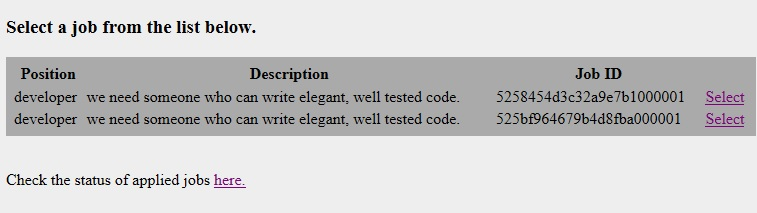 Select a job from the list below.
Position Description Job ID
developer we need someone who can write elegant, well tested code. 5258454d3c32a9e7b1000001 Select
developer we need someone who can write elegant, well tested code. 525bf964679b4d8fba000001 Select
Check the status of applied jobs here.